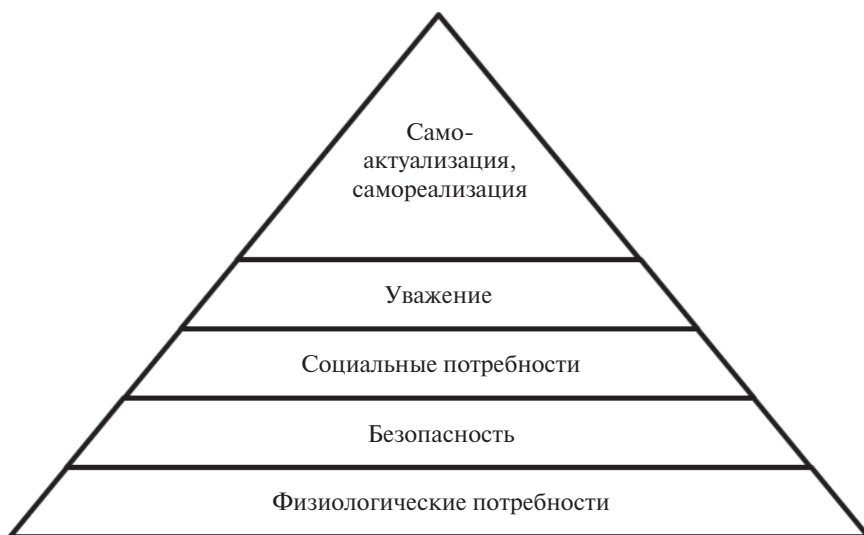 Само-
актуализация,
самореализация
Уважение
Социальные потребности
Безопасность
Физиологические потребности